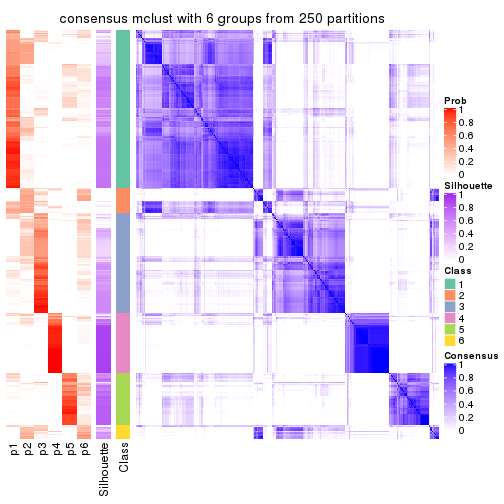 consensus mclust with 6 groups from 250 partitions
Prob
1
0.8
0.6
0.4
0.2
0
Silhouette
1
0.8
0.6
0.4
0.2
0
Class
1
2
3
4
5
6
Consensus
1
0.8
0.6
0.4
0.2
0
p1
p2
p3
p4
p5
p6
Silhouette
Class